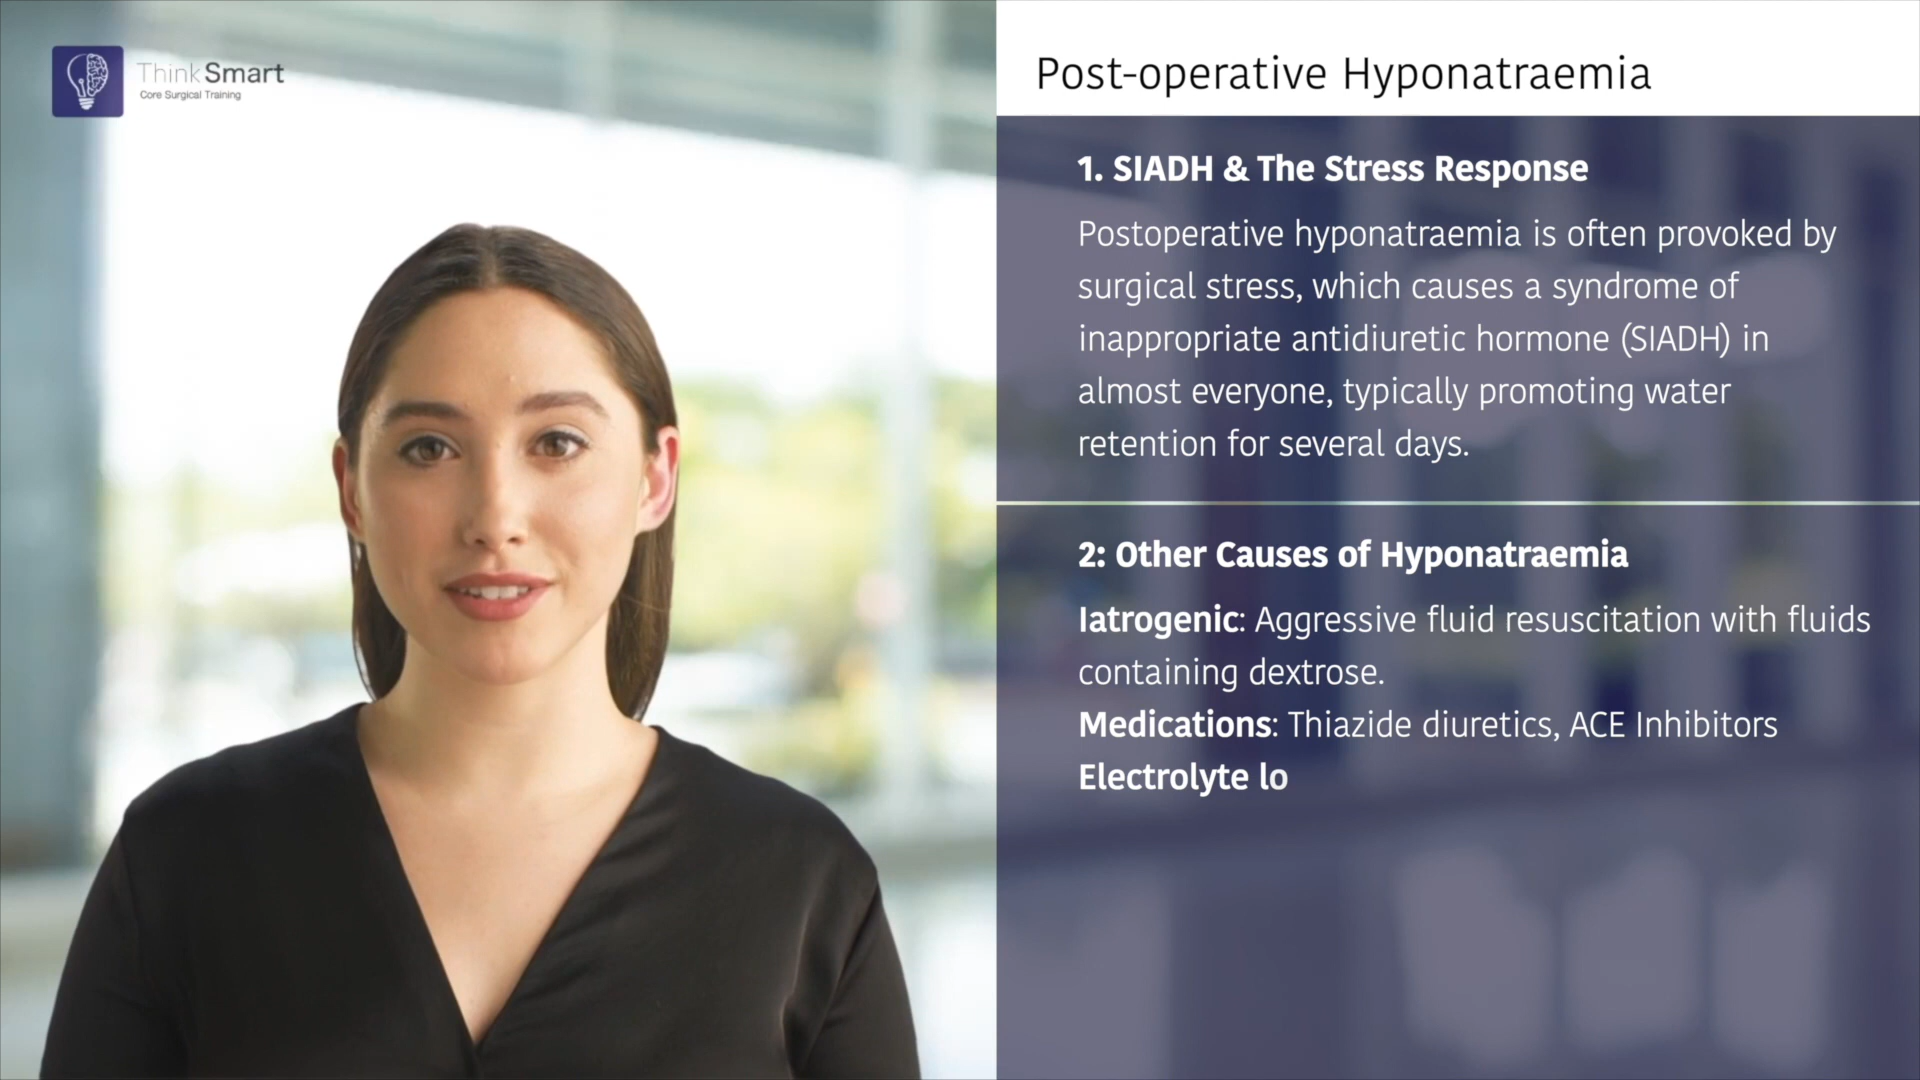 ThinkSmart
Core Surgical Training
Post-operative Hyponatraemia
1. SIADH & The Stress Response
Postoperative hyponatraemia is often provoked by
surgical stress, which causes a syndrome of
inappropriate antidiuretic hormone (SIADH) in
almost everyone, typically promoting water
retention for several days.
2: Other Causes of Hyponatraemia
Iatrogenic: Aggressive fluid resuscitation with fluids
containing dextrose.
Medications: Thiazide diuretics, ACE Inhibitors
Electrolyte lo